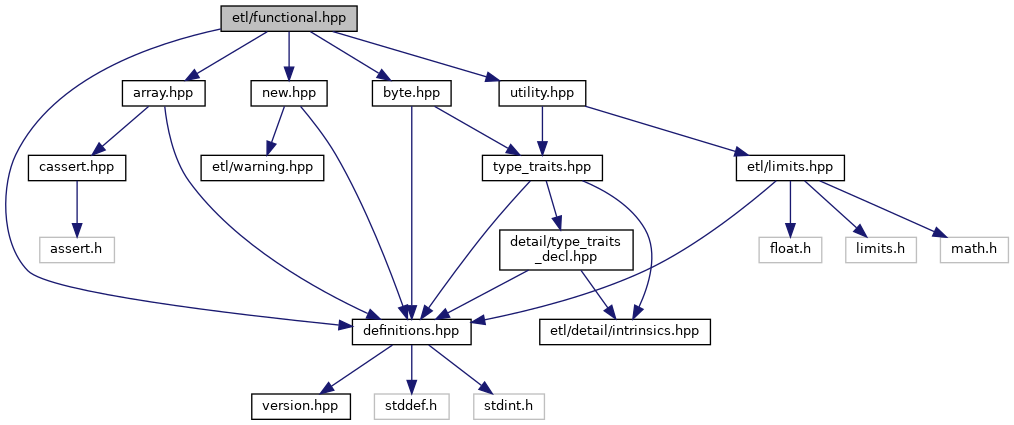 etl/functional.hpp
array.hpp
new.hpp
byte.hpp
utility.hpp
cassert.hpp
etl/warning.hpp
type_traits.hpp
etl/limits.hpp
assert.h
detail/type_traits
_decl.hpp
float.h
limits.h
math.h
definitions.hpp
etl/detail/intrinsics.hpp
version.hpp
stddef.h
stdint.h